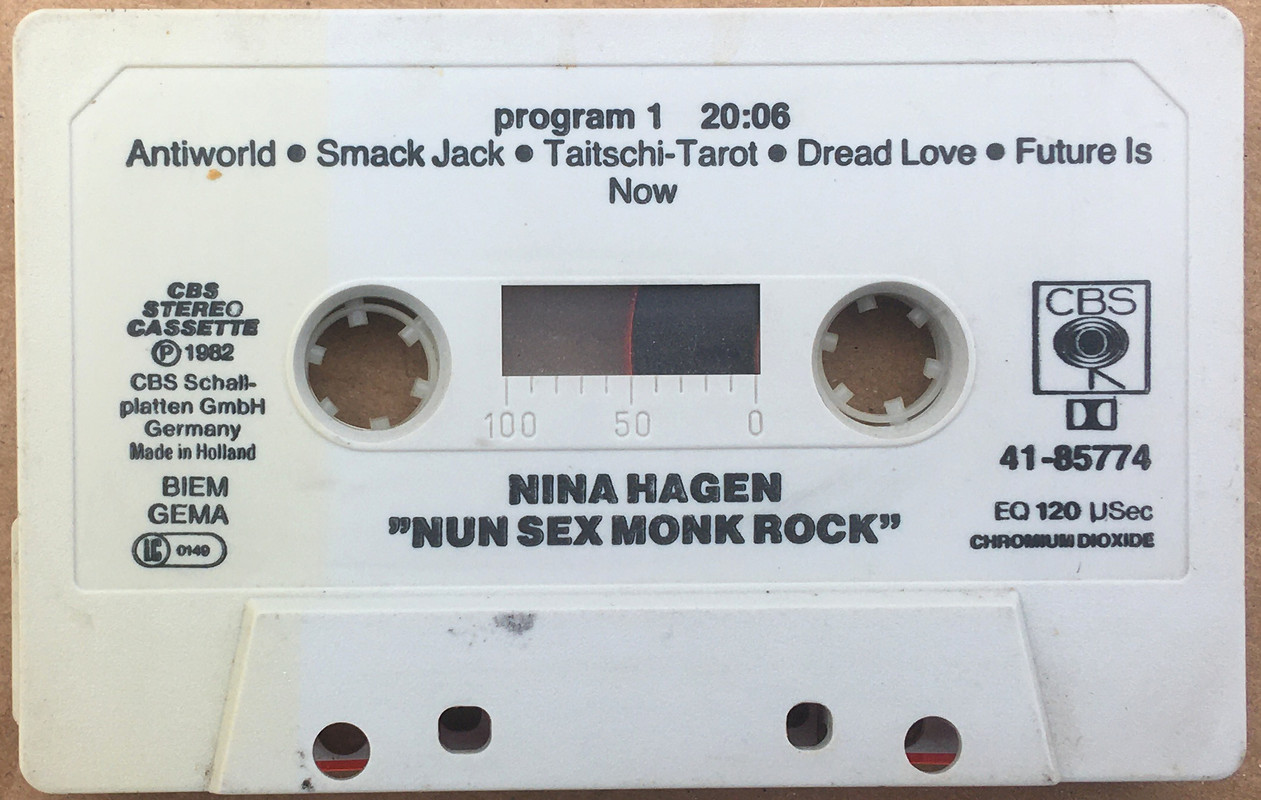 program 1 20:06
Antiworld ● Smack Jack ● Taitschi-Tarot ● Dread Love ● Future Is
Now
CBS
STEREO
CASSETTE
Ⓟ 1982
CBS Schall-
platten GmbH
Germany
Made in Holland
BIEM
GEMA
LC 0149
100 50 0
NINA HAGEN
"NUN SEX MONK ROCK"
CBS
41-85774
EQ 120 μSec
CHROMIUM DIOXIDE